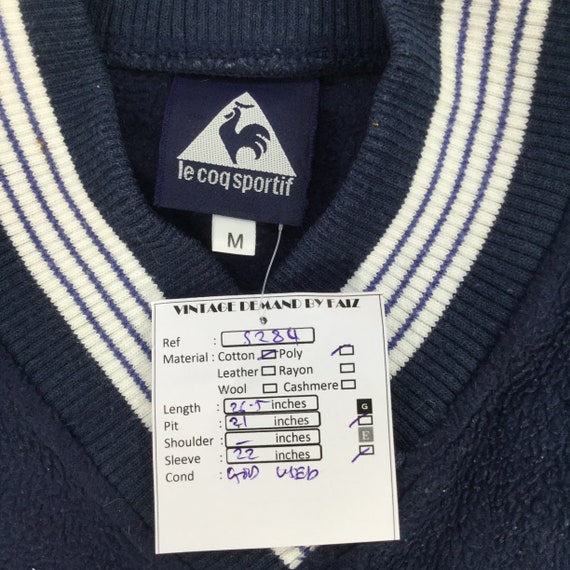 le coq sportif
M
VINTAGE DEMAND BY FAIZ
Ref : S284
Material : Cotton Poly
Leather Rayon
Wool Cashmere
Length : 26.5 inches
G
Pit : 21 inches
Shoulder : - inches
E
Sleeve : 22 inches
Cond : GOOD USED